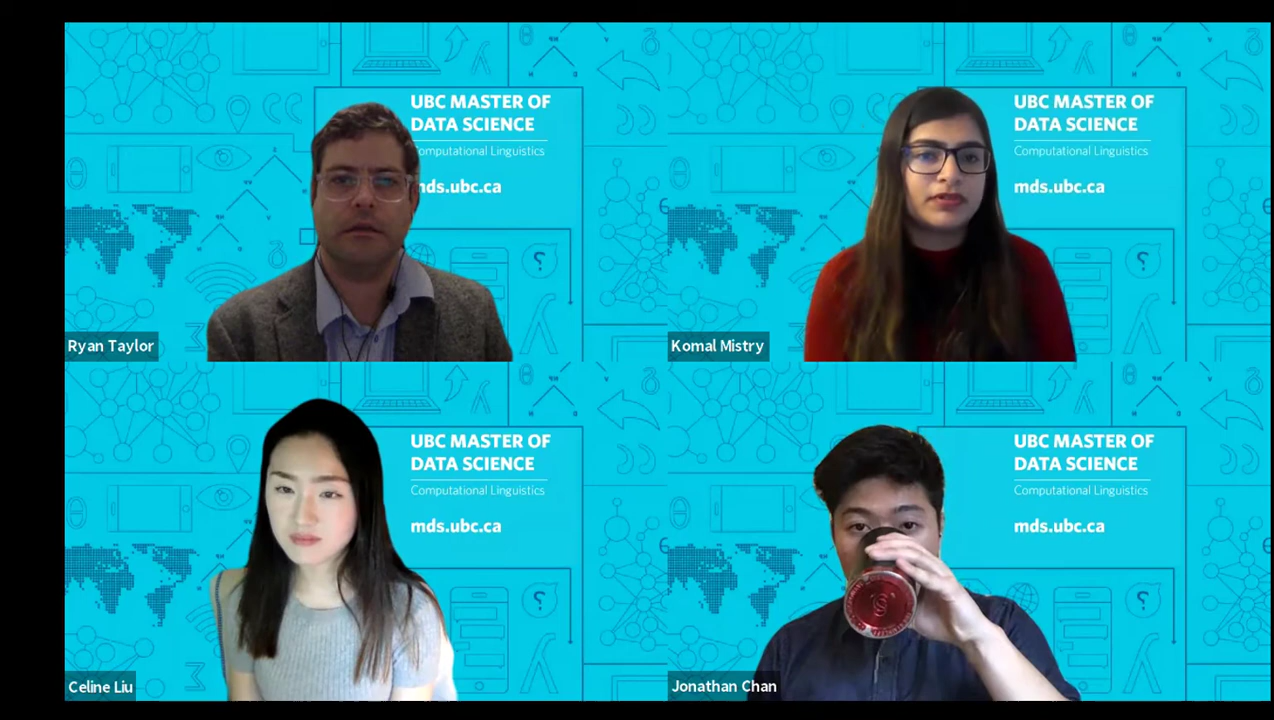 UBC MASTER OF
DATA SCIENCE
Computational Linguistics
mds.ubc.ca
Ryan Taylor
UBC MASTER OF
DATA SCIENCE
Computational Linguistics
mds.ubc.ca
Komal Mistry
UBC MASTER OF
DATA SCIENCE
Computational Linguistics
mds.ubc.ca
Celine Liu
UBC MASTER OF
DATA SCIENCE
Computational Linguistics
mds.ubc.ca
Jonathan Chan